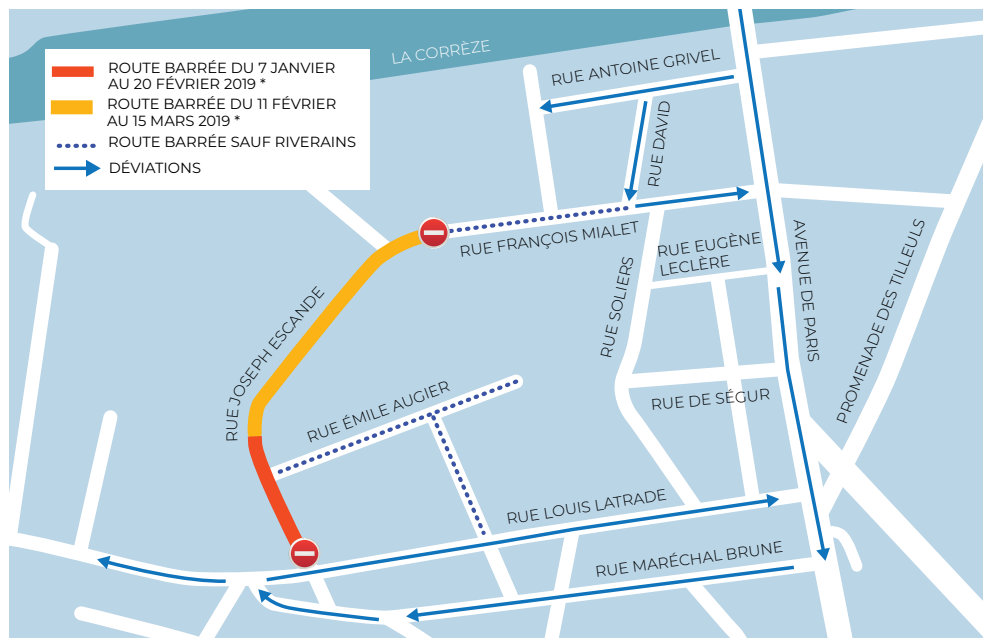 LA CORRÈZE
ROUTE BARRÉE DU 7 JANVIER
AU 20 FÉVRIER 2019 *
ROUTE BARRÉE DU 11 FÉVRIER
AU 15 MARS 2019 *
ROUTE BARRÉE SAUF RIVERAINS
DÉVIATIONS
RUE ANTOINE GRIVEL
RUE DAVID
RUE FRANÇOIS MIALET
RUE EUGÈNE
LECLÈRE
RUE SOLIERS
AVENUE DE PARIS
PROMENADE DES TILLEULS
RUE JOSEPH ESCANDE
RUE ÉMILE AUGIER
RUE DE SÉGUR
RUE LOUIS LATRADE
RUE MARÉCHAL BRUNE